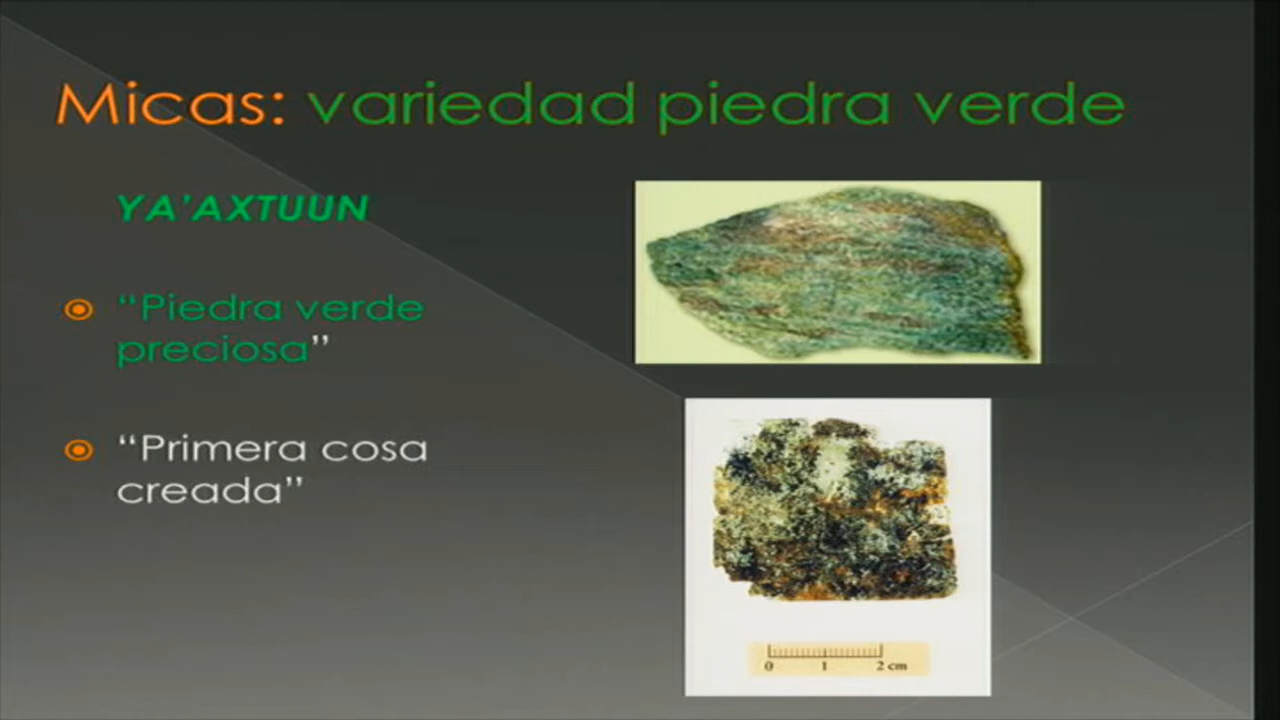 Micas: variedad piedra verde
YA'AXTUUN
“Piedra verde
preciosa”
“Primera cosa
creada”
0 1 2 cm